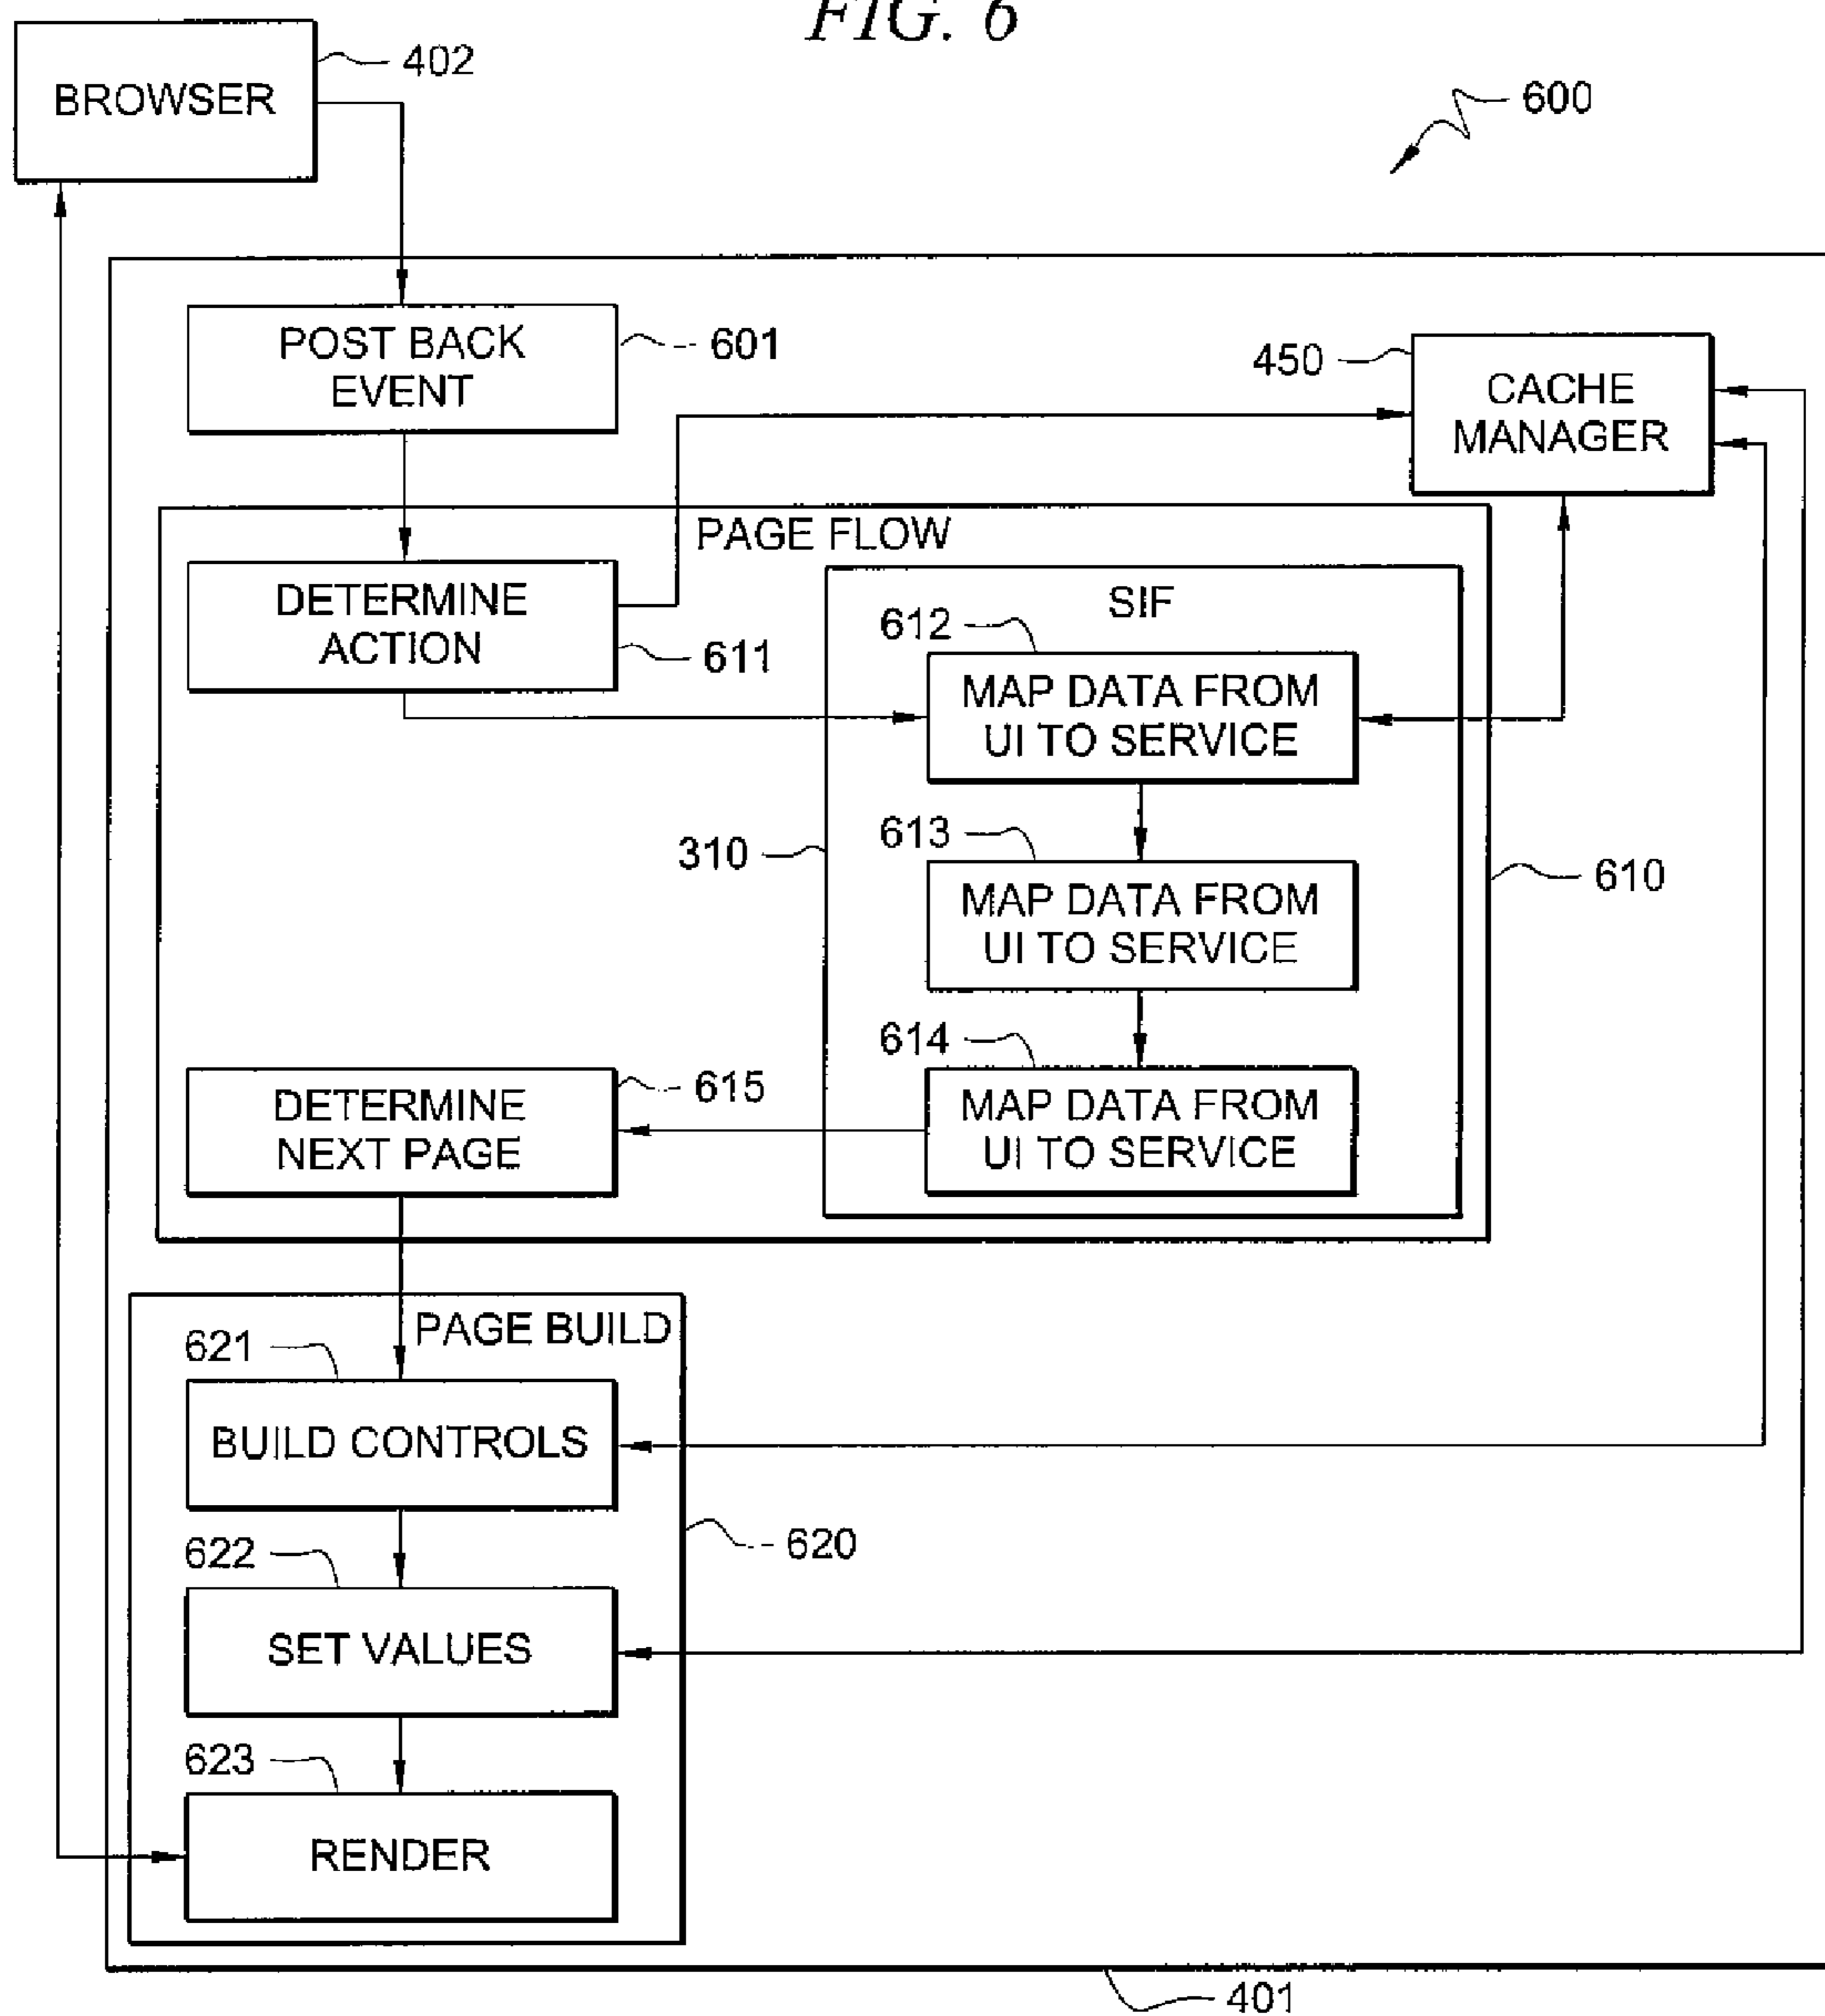 FIG. 6
BROWSER
402
600
POST BACK
EVENT
601
450
CACHE
MANAGER
PAGE FLOW
DETERMINE
ACTION
611
SIF
612
MAP DATA FROM
UI TO SERVICE
613
310
MAP DATA FROM
UI TO SERVICE
610
614
MAP DATA FROM
UI TO SERVICE
DETERMINE
NEXT PAGE
615
PAGE BUILD
621
BUILD CONTROLS
620
622
SET VALUES
623
RENDER
401